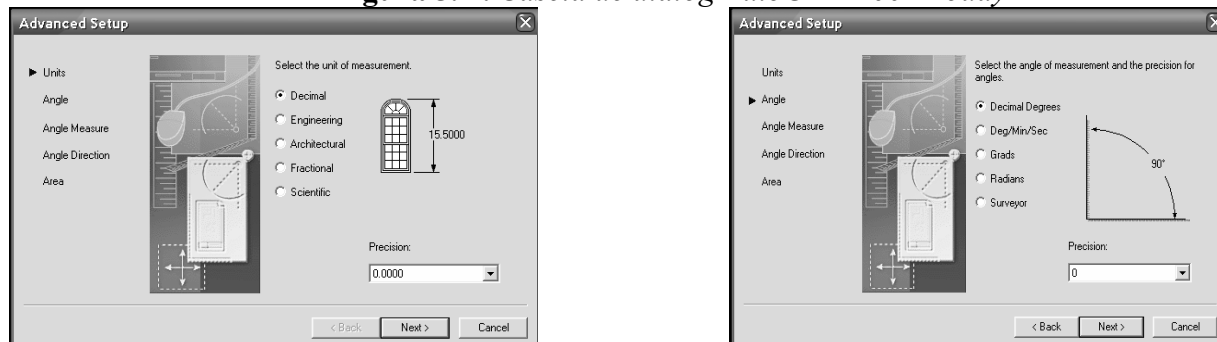 Advanced Setup
Units
Angle
Angle Measure
Angle Direction
Area
Select the unit of measurement.
Decimal
Engineering
Architectural
Fractional
Scientific
15.5000
Precision:
0.0000
< Back
Next >
Cancel
Advanced Setup
Units
Angle
Angle Measure
Angle Direction
Area
Select the angle of measurement and the precision for
angles.
Decimal Degrees
Deg/Min/Sec
Grads
Radians
Surveyor
90°
Precision:
0
< Back
Next >
Cancel